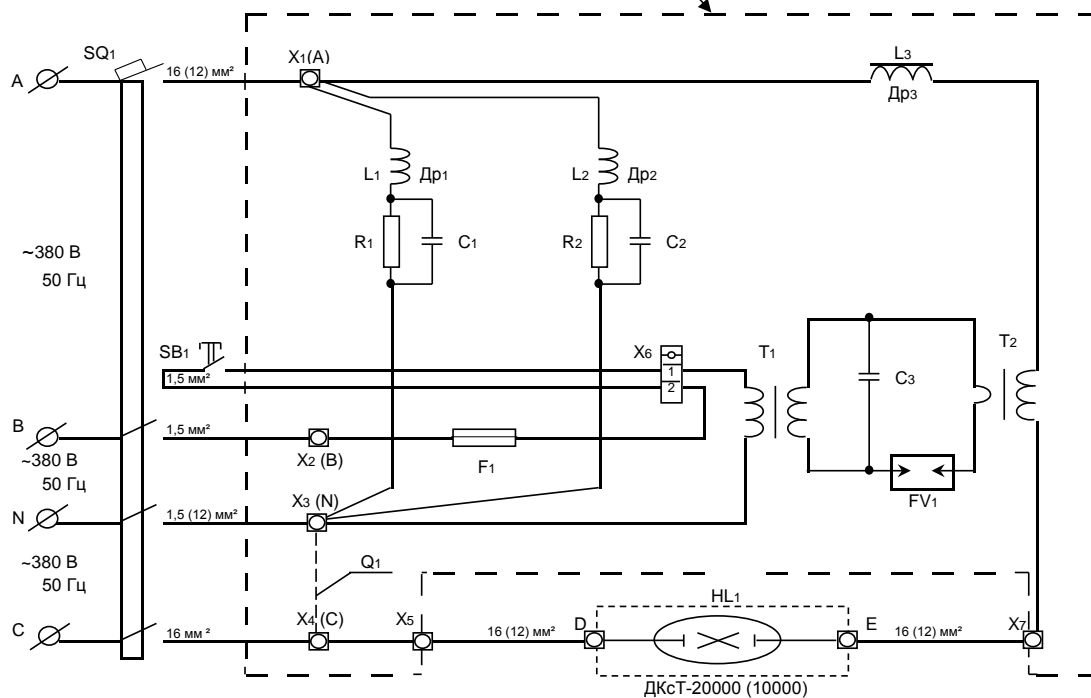 SQ1
A
16 (12) мм²
X1(A)
L3
Др3
L1
Др1
L2
Др2
R1
C1
R2
C2
~380 В
50 Гц
SB1
1,5 мм²
X6
1
2
T1
C3
T2
B
1,5 мм²
X2 (B)
F1
~380 В
50 Гц
X3 (N)
FV1
N
1,5 (12) мм²
~380 В
50 Гц
Q1
HL1
C
16 мм ²
X4 (C)
X5
16 (12) мм²
D
E
16 (12) мм²
X7
ДКсТ-20000 (10000)